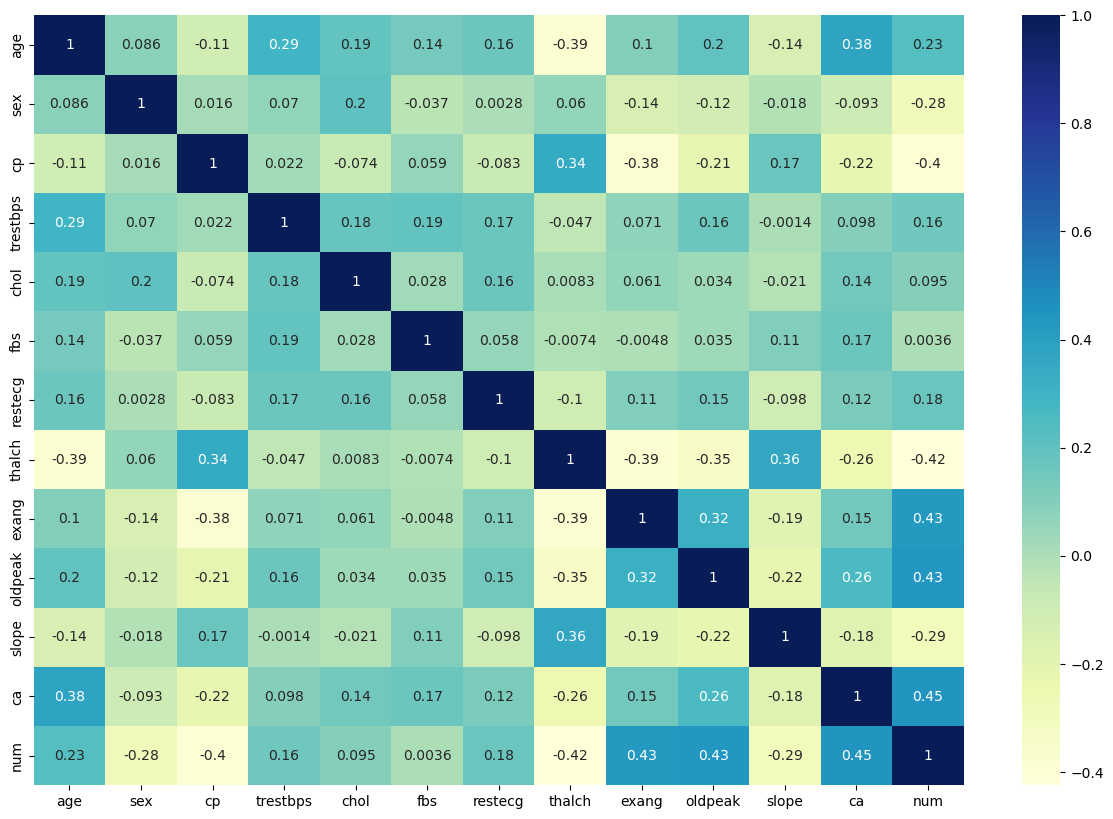 age 1 0.086 -0.11 0.29 0.19 0.14 0.16 -0.39 0.1 0.2 -0.14 0.38 0.23
sex 0.086 1 0.016 0.07 0.2 -0.037 0.0028 0.06 -0.14 -0.12 -0.018 -0.093 -0.28
cp -0.11 0.016 1 0.022 -0.074 0.059 -0.083 0.34 -0.38 -0.21 0.17 -0.22 -0.4
trestbps 0.29 0.07 0.022 1 0.18 0.19 0.17 -0.047 0.071 0.16 -0.0014 0.098 0.16
chol 0.19 0.2 -0.074 0.18 1 0.028 0.16 0.0083 0.061 0.034 -0.021 0.14 0.095
fbs 0.14 -0.037 0.059 0.19 0.028 1 0.058 -0.0074 -0.0048 0.035 0.11 0.17 0.0036
restecg 0.16 0.0028 -0.083 0.17 0.16 0.058 1 -0.1 0.11 0.15 -0.098 0.12 0.18
thalch -0.39 0.06 0.34 -0.047 0.0083 -0.0074 -0.1 1 -0.39 -0.35 0.36 -0.26 -0.42
exang 0.1 -0.14 -0.38 0.071 0.061 -0.0048 0.11 -0.39 1 0.32 -0.19 0.15 0.43
oldpeak 0.2 -0.12 -0.21 0.16 0.034 0.035 0.15 -0.35 0.32 1 -0.22 0.26 0.43
slope -0.14 -0.018 0.17 -0.0014 -0.021 0.11 -0.098 0.36 -0.19 -0.22 1 -0.18 -0.29
ca 0.38 -0.093 -0.22 0.098 0.14 0.17 0.12 -0.26 0.15 0.26 -0.18 1 0.45
num 0.23 -0.28 -0.4 0.16 0.095 0.0036 0.18 -0.42 0.43 0.43 -0.29 0.45 1
age sex cp trestbps chol fbs restecg thalch exang oldpeak slope ca num
1.0
0.8
0.6
0.4
0.2
0.0
−0.2
−0.4